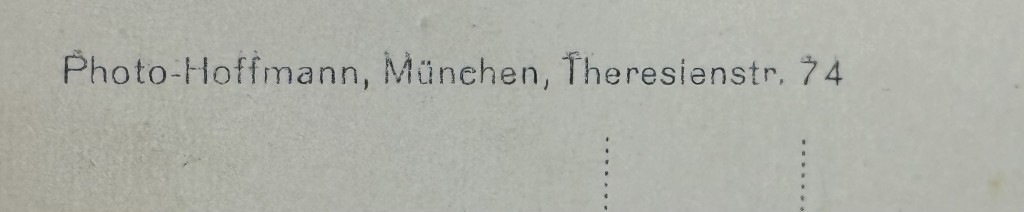 Photo-Hoffmann, München, Theresienstr. 74